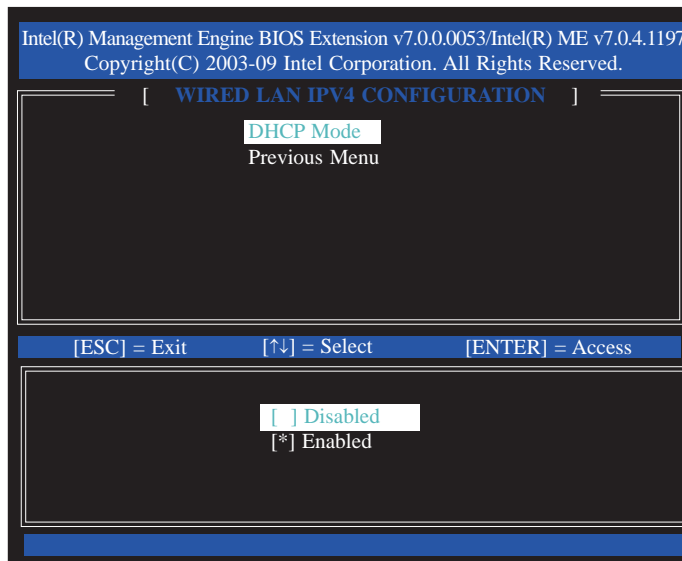 Intel(R) Management Engine BIOS Extension v7.0.0.0053/Intel(R) ME v7.0.4.1197
Copyright(C) 2003-09 Intel Corporation. All Rights Reserved.
[ WIRED LAN IPV4 CONFIGURATION ]
DHCP Mode
Previous Menu
[ESC] = Exit [↑↓] = Select [ENTER] = Access
[ ] Disabled
[*] Enabled